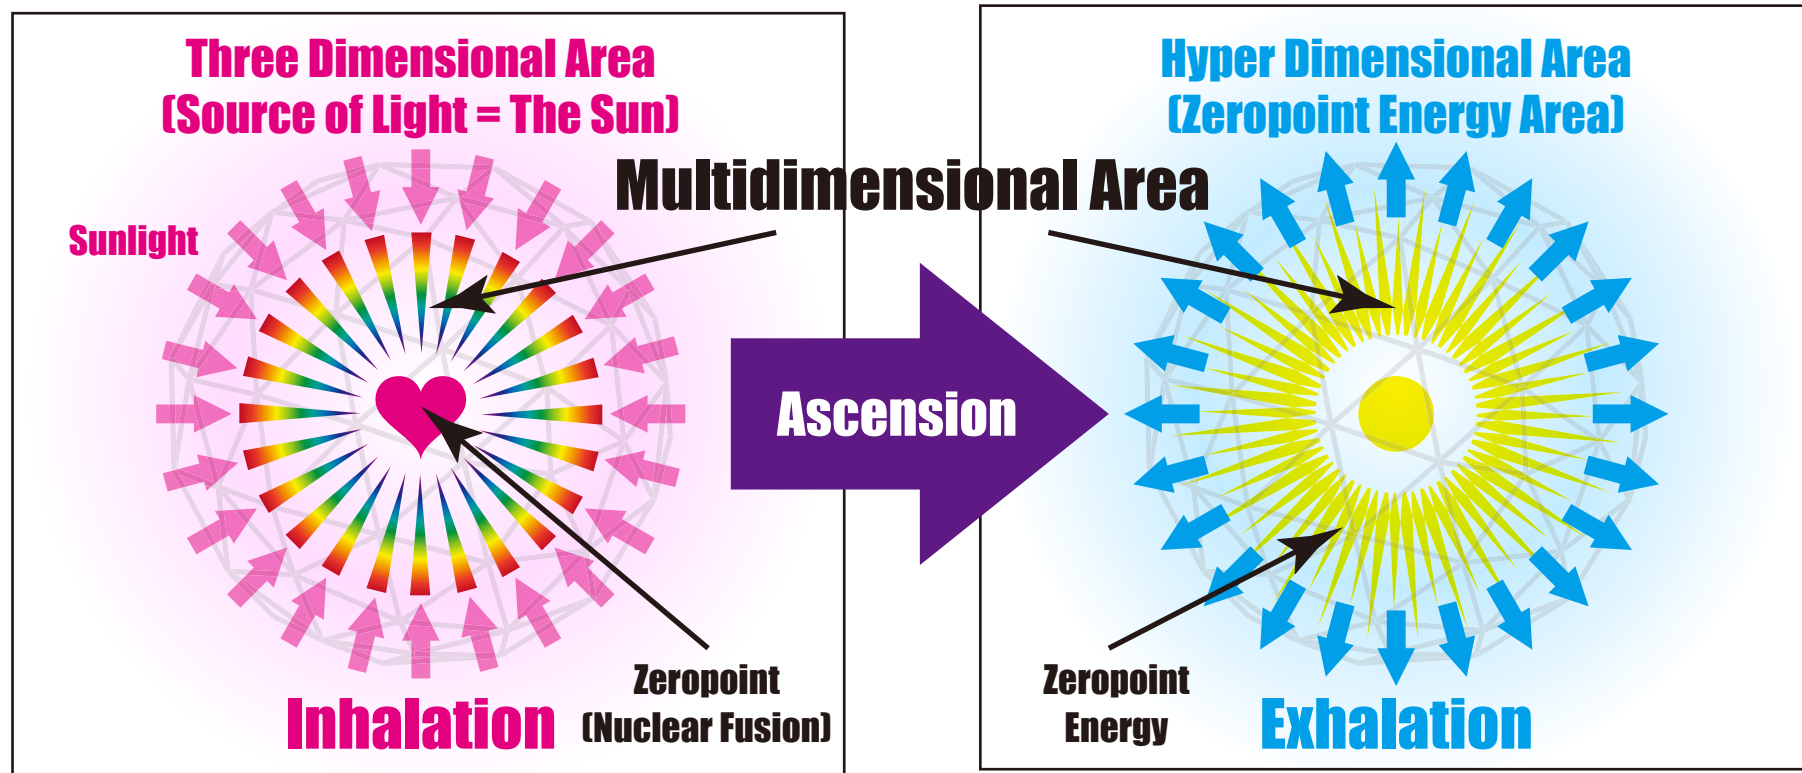 Three Dimensional Area
(Source of Light = The Sun)
Sunlight
Inhalation
Zeropoint
(Nuclear Fusion)
Multidimensional Area
Ascension
Hyper Dimensional Area
(Zeropoint Energy Area)
Zeropoint
Energy
Exhalation